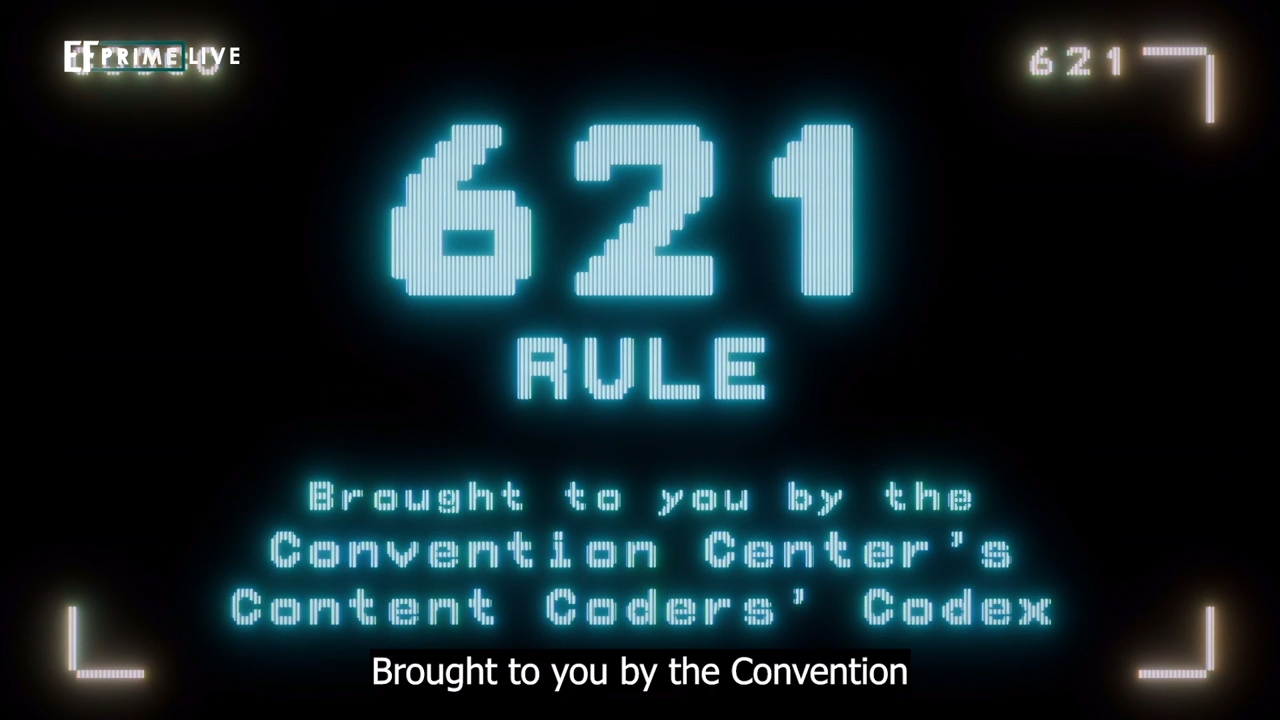 EF PRIME LIVE
621
621
RULE
Brought to you by the
Convention Center's
Content Coders' Codex
Brought to you by the Convention